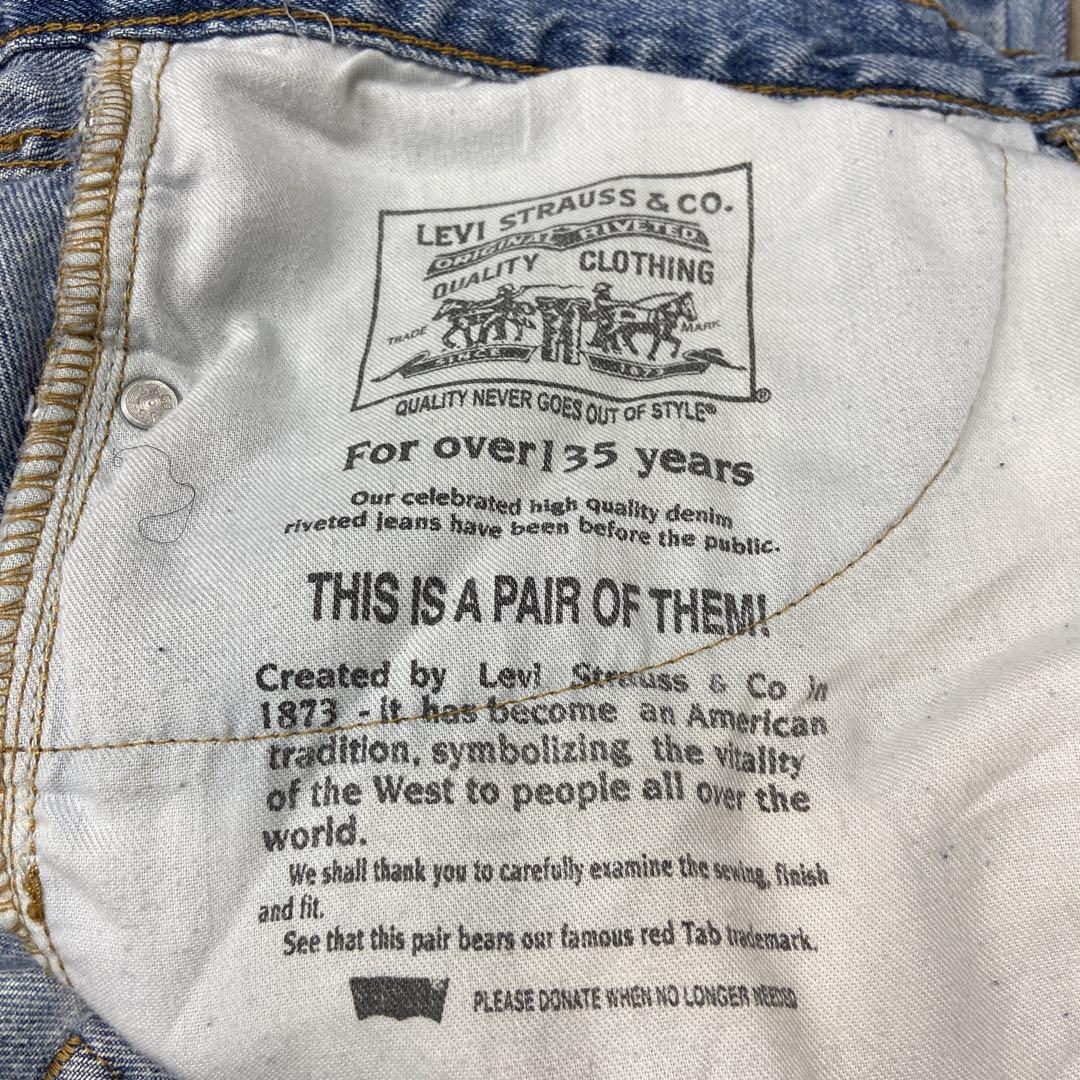 LEVI STRAUSS & CO.
ORIGINAL RIVETED
QUALITY CLOTHING
TRADE MARK
SINCE 1873
®
QUALITY NEVER GOES OUT OF STYLE®
For over 135 years
Our celebrated high quality denim
riveted jeans have been before the public.
THIS IS A PAIR OF THEM!
Created by Levi Strauss & Co in
1873 - it has become an American
tradition, symbolizing the vitality
of the West to people all over the
world.
We shall thank you to carefully examine the sewing, finish
and fit.
See that this pair bears our famous red Tab trademark.
PLEASE DONATE WHEN NO LONGER NEEDED